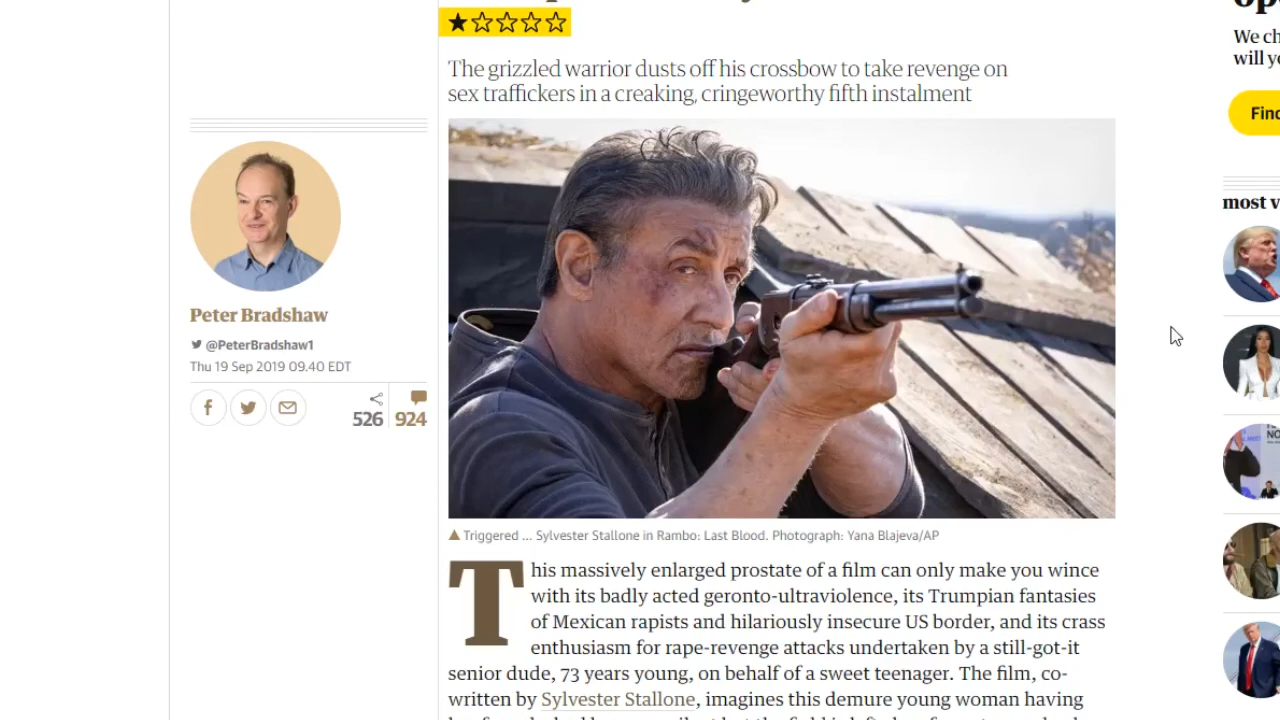 The grizzled warrior dusts off his crossbow to take revenge on
sex traffickers in a creaking, cringeworthy fifth instalment
Peter Bradshaw
@PeterBradshaw1
Thu 19 Sep 2019 09.40 EDT
526 924
Triggered ... Sylvester Stallone in Rambo: Last Blood. Photograph: Yana Blajeva/AP
This massively enlarged prostate of a film can only make you wince
with its badly acted geronto-ultraviolence, its Trumpian fantasies
of Mexican rapists and hilariously insecure US border, and its crass
enthusiasm for rape-revenge attacks undertaken by a still-got-it
senior dude, 73 years young, on behalf of a sweet teenager. The film, co-
written by Sylvester Stallone, imagines this demure young woman having
We ch
will yo
Find
most v